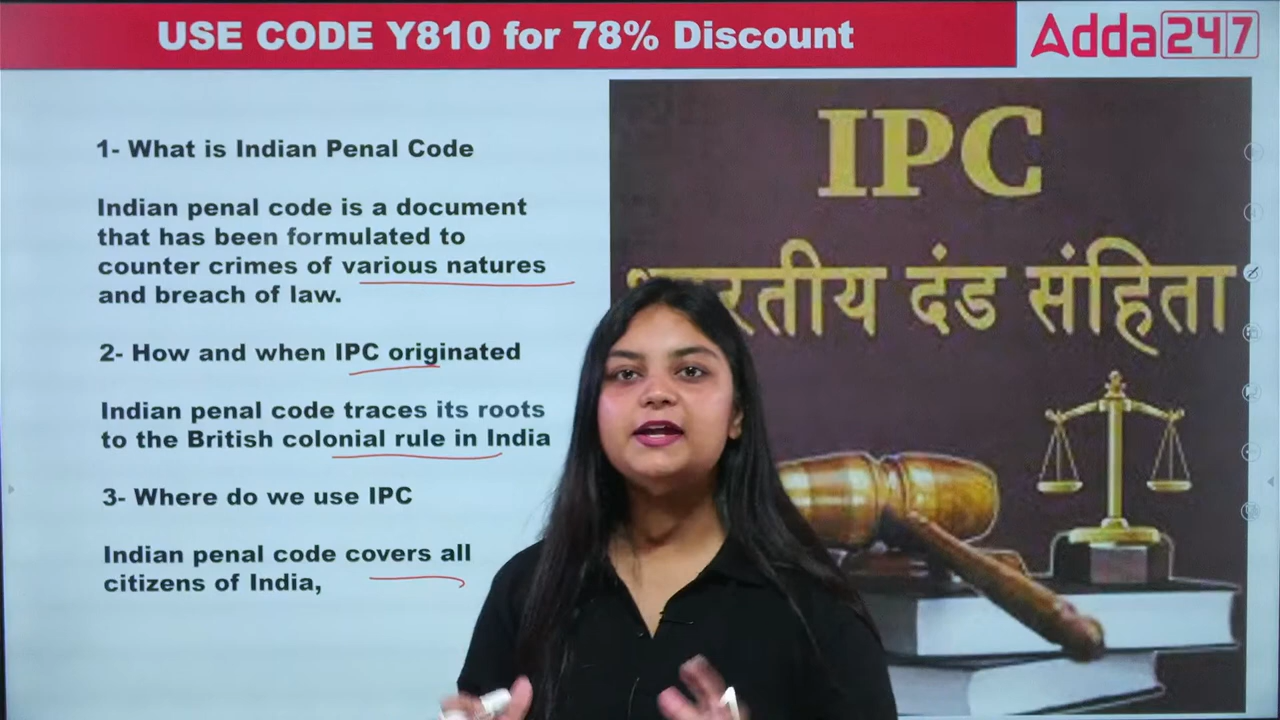 USE CODE Y810 for 78% Discount
Adda247
1- What is Indian Penal Code
Indian penal code is a document
that has been formulated to
counter crimes of various natures
and breach of law.
2- How and when IPC originated
Indian penal code traces its roots
to the British colonial rule in India
3- Where do we use IPC
Indian penal code covers all
citizens of India,
IPC
दंड संहिता